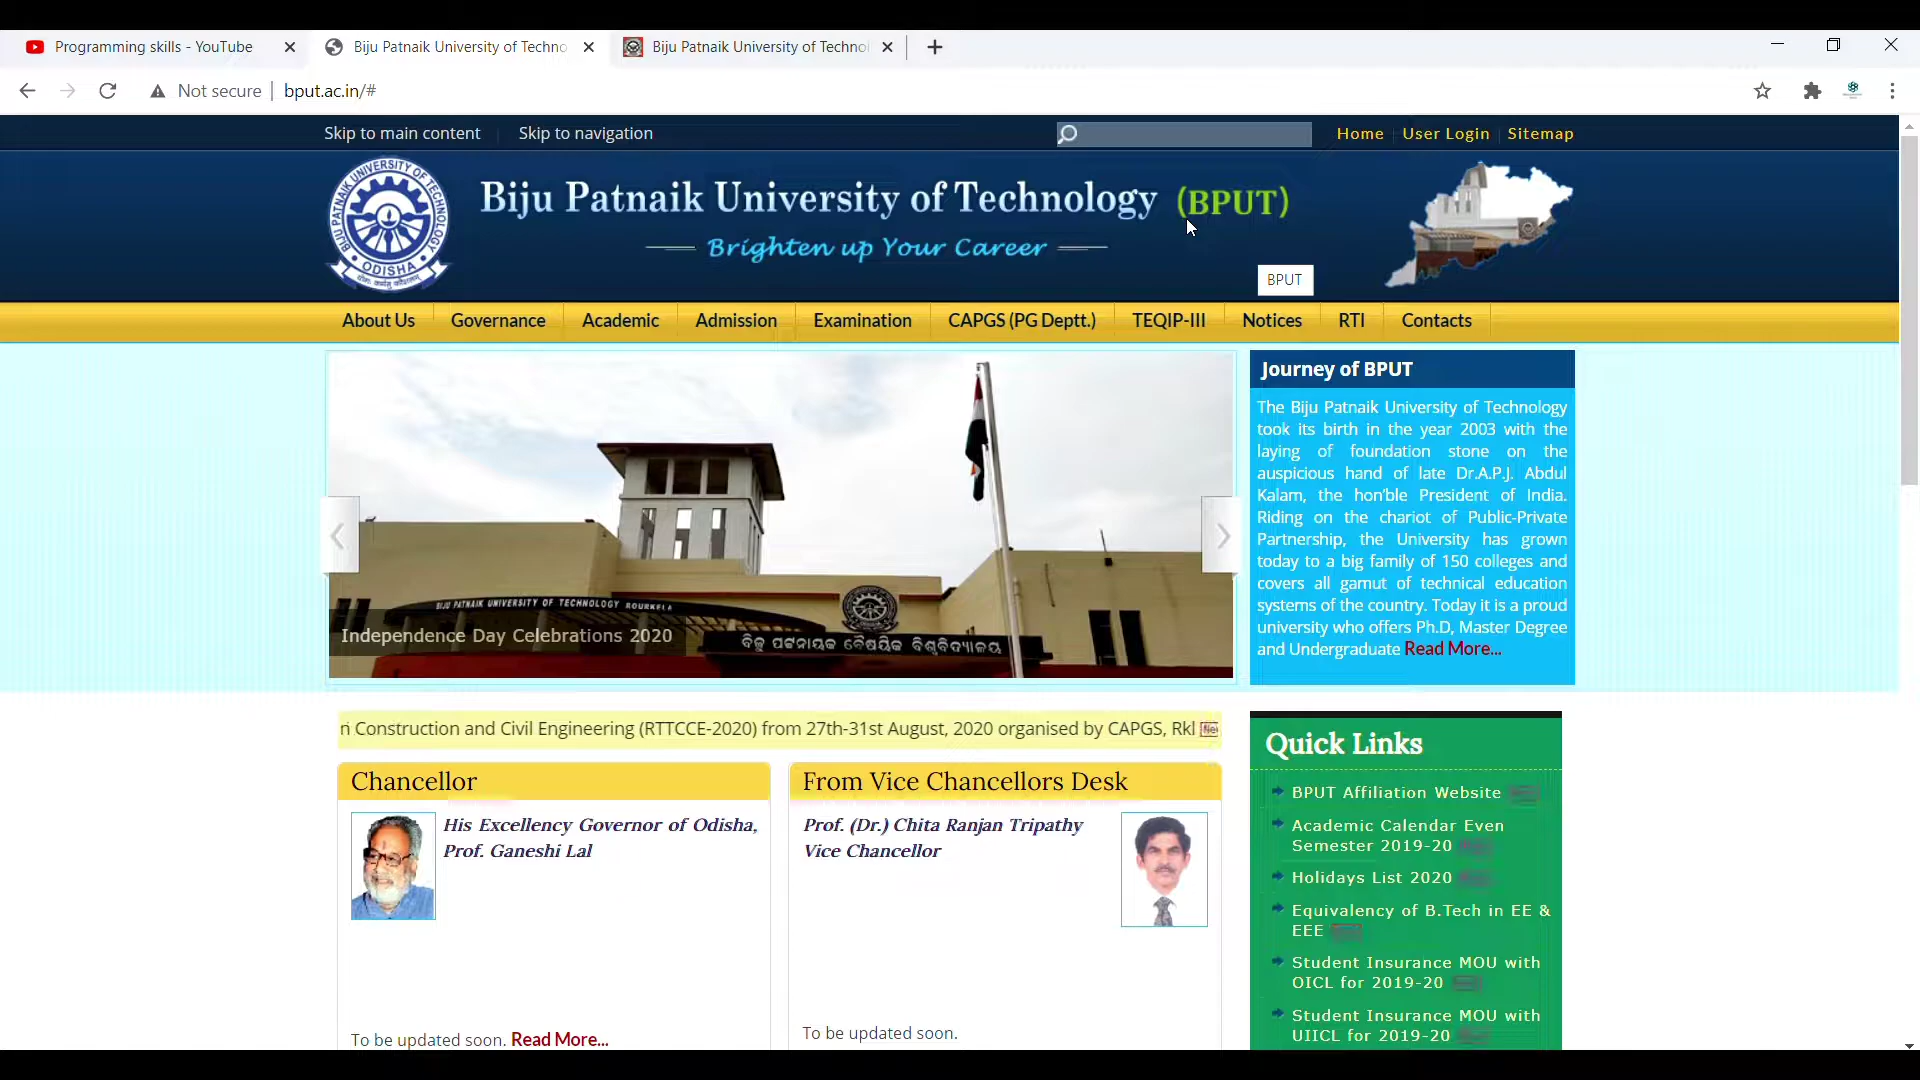 Programming skills - YouTube
Biju Patnaik University of Techno
Biju Patnaik University of Technol
Not secure
bput.ac.in/#
Skip to main content
Skip to navigation
Home
User Login
Sitemap
BIJU PATNAIK UNIVERSITY OF TECHNOLOGY
ODISHA
Biju Patnaik University of Technology (BPUT)
Brighten up Your Career
BPUT
About Us
Governance
Academic
Admission
Examination
CAPGS (PG Deptt.)
TEQIP-III
Notices
RTI
Contacts
BIJU PATNAIK UNIVERSITY OF TECHNOLOGY ROURKELA
ବିଜୁ ପଟ୍ଟନାୟକ ବୈଷୟିକ ବିଶ୍ଵବିଦ୍ୟାଳୟ
Independence Day Celebrations 2020
Journey of BPUT
The Biju Patnaik University of Technology
took its birth in the year 2003 with the
laying of foundation stone on the
auspicious hand of late Dr.A.P.J. Abdul
Kalam, the hon'ble President of India.
Riding on the chariot of Public-Private
Partnership, the University has grown
today to a big family of 150 colleges and
covers all gamut of technical education
systems of the country. Today it is a proud
university who offers Ph.D, Master Degree
and Undergraduate Read More...
n Construction and Civil Engineering (RTTCCE-2020) from 27th-31st August, 2020 organised by CAPGS, Rkl
Chancellor
His Excellency Governor of Odisha,
Prof. Ganeshi Lal
To be updated soon. Read More...
From Vice Chancellors Desk
Prof. (Dr.) Chita Ranjan Tripathy
Vice Chancellor
To be updated soon.
Quick Links
BPUT Affiliation Website
Academic Calendar Even
Semester 2019-20
Holidays List 2020
Equivalency of B.Tech in EE &
EEE
Student Insurance MOU with
OICL for 2019-20
Student Insurance MOU with
UIICL for 2019-20